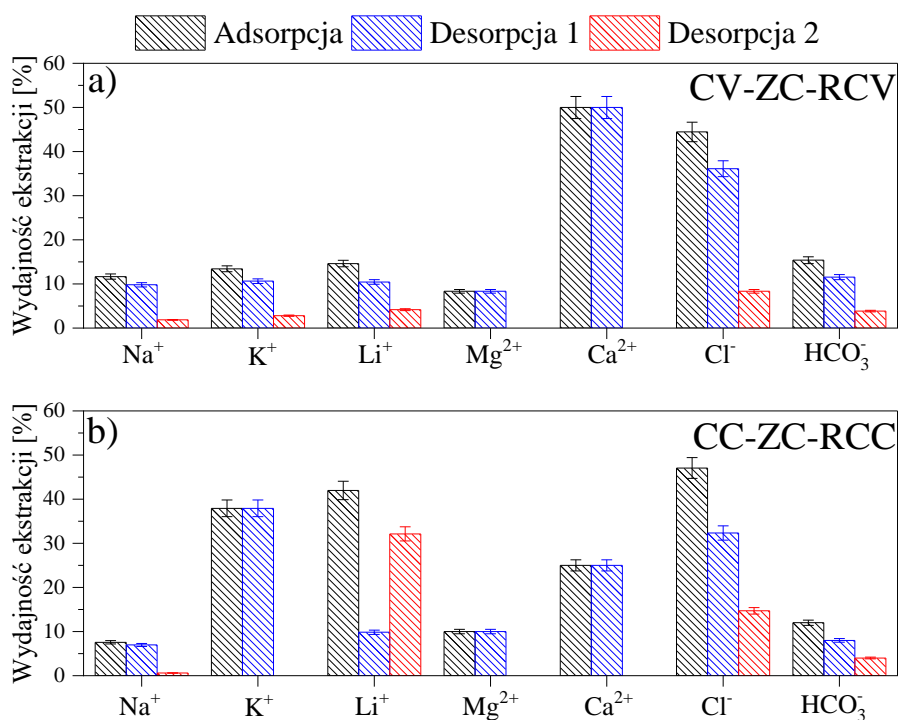 Adsorpcja Desorpcja 1 Desorpcja 2
a) CV-ZC-RCV
Wydajność ekstrakcji [%]
60
50
40
30
20
10
0
Na⁺ K⁺ Li⁺ Mg²⁺ Ca²⁺ Cl⁻ HCO₃⁻
b) CC-ZC-RCC
Wydajność ekstrakcji [%]
60
50
40
30
20
10
0
Na⁺ K⁺ Li⁺ Mg²⁺ Ca²⁺ Cl⁻ HCO₃⁻